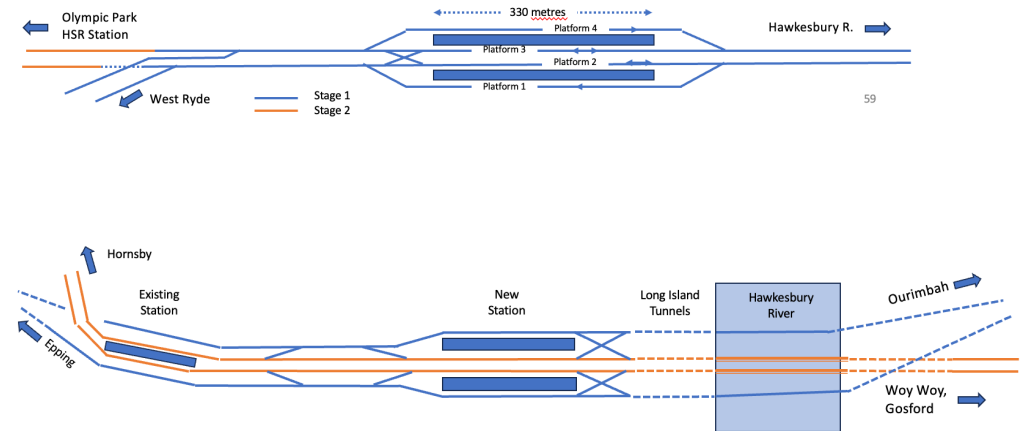 330 metres
Olympic Park
HSR Station
Platform 4
Hawkesbury R.
Platform 3
Platform 2
Platform 1
West Ryde
Stage 1
Stage 2
59
Hornsby
Existing
Station
New
Station
Long Island
Tunnels
Hawkesbury
River
Ourimbah
Epping
Woy Woy,
Gosford